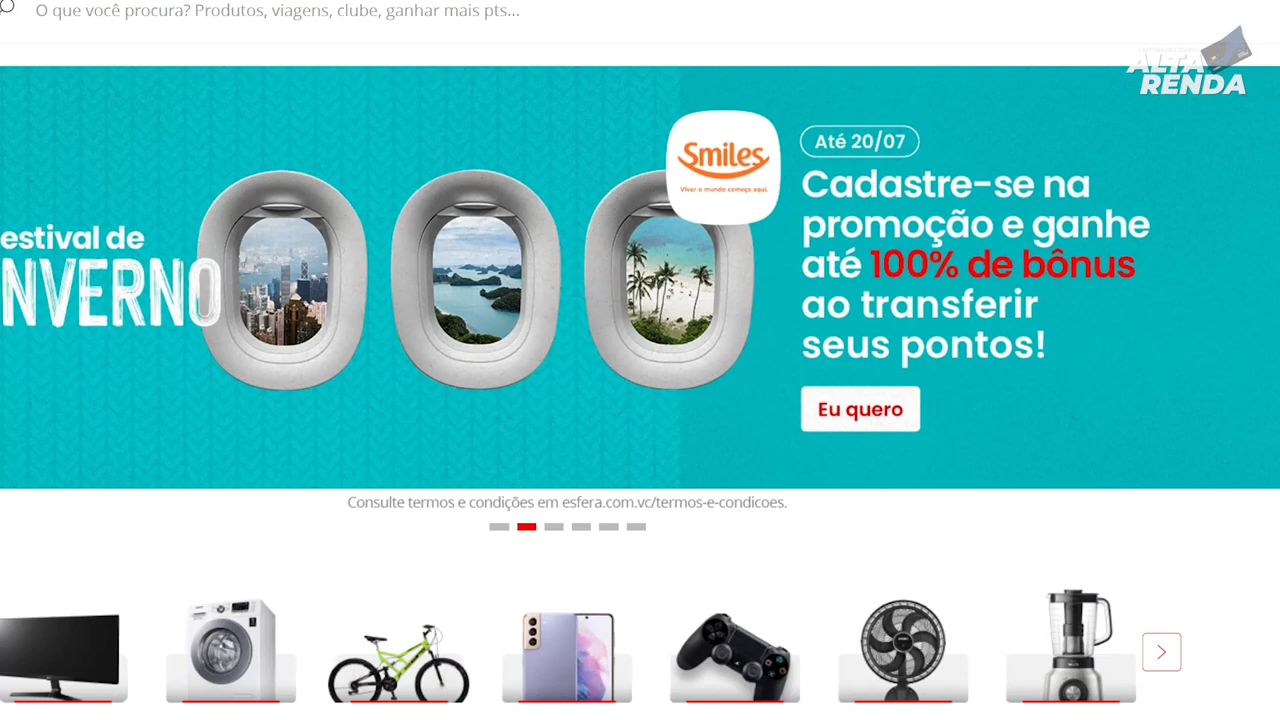 O que você procura? Produtos, viagens, clube, ganhar mais pts...
ALTA
RENDA
Smiles
Viver o mundo começa aqui.
Até 20/07
Cadastre-se na
promoção e ganhe
até 100% de bônus
ao transferir
seus pontos!
Eu quero
estival de
NVERNO
Consulte termos e condições em esfera.com.vc/termos-e-condicoes.